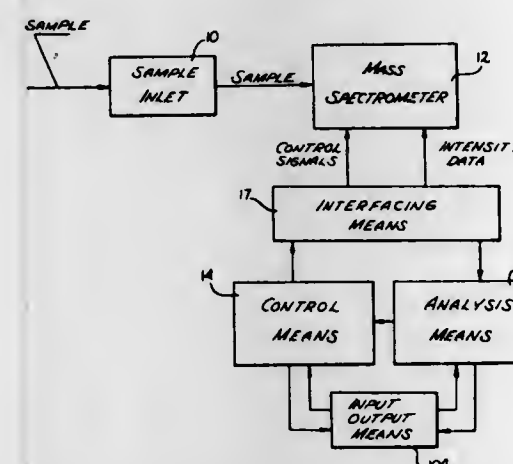 SAMPLE
10
SAMPLE
INLET
SAMPLE
MASS
SPECTROMETER
12
CONTROL
SIGNALS
INTENSIT
DATA
17
INTERFACING
MEANS
14
CONTROL
MEANS
ANALYSIS
MEANS
INPUT
OUTPUT
MEANS